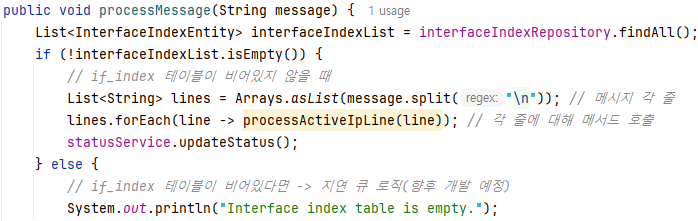 public void processMessage(String message) { 1 usage
List<InterfaceIndexEntity> interfaceIndexList = interfaceIndexRepository.findAll();
if (!interfaceIndexList.isEmpty()) {
// if_index 테이블이 비어있지 않을 때
List<String> lines = Arrays.asList(message.split( regex: "\n")); // 메시지 각 줄
lines.forEach(line -> processActiveIpLine(line)); // 각 줄에 대해 메서드 호출
statusService.updateStatus();
} else {
// if_index 테이블이 비어있다면 -> 지연 큐 로직(향후 개발 예정)
System.out.println("Interface index table is empty.");